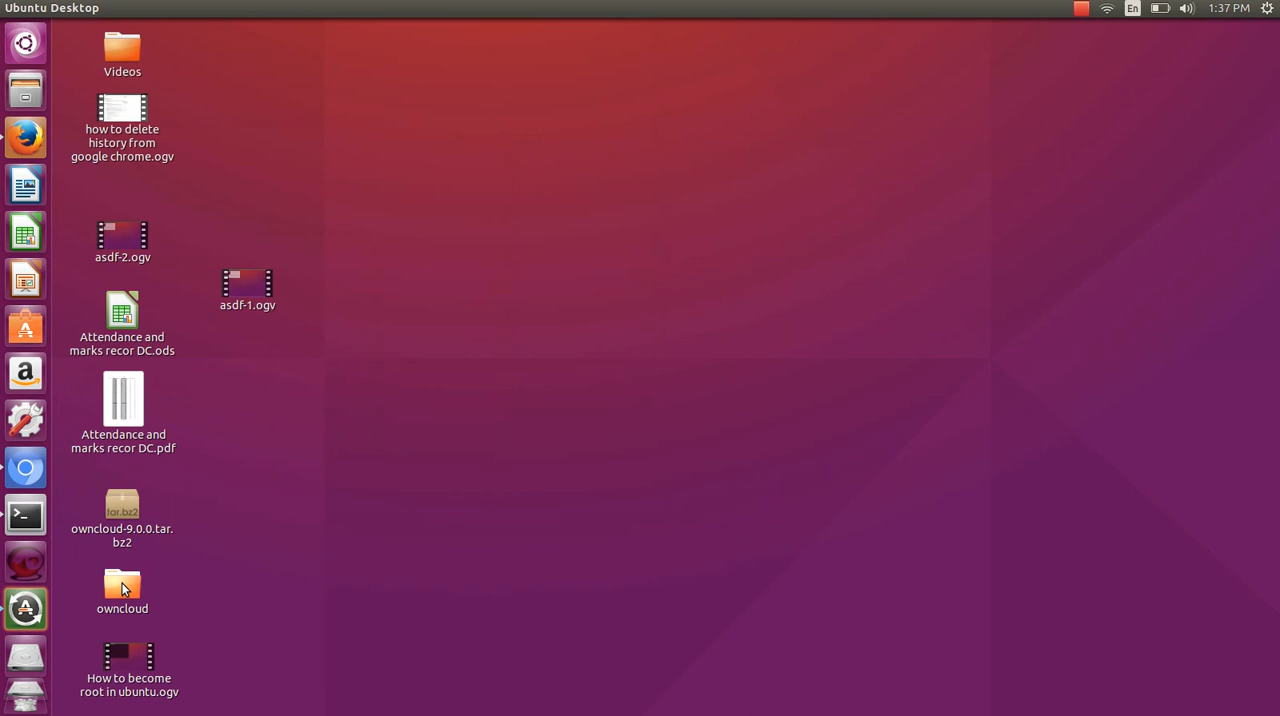 Ubuntu Desktop
En
1:37 PM
Videos
how to delete
history from
google chrome.ogv
asdf-2.ogv
asdf-1.ogv
Attendance and
marks recor DC.ods
Attendance and
marks recor DC.pdf
tar.bz2
owncloud-9.0.0.tar.
bz2
owncloud
How to become
root in ubuntu.ogv
a
>_